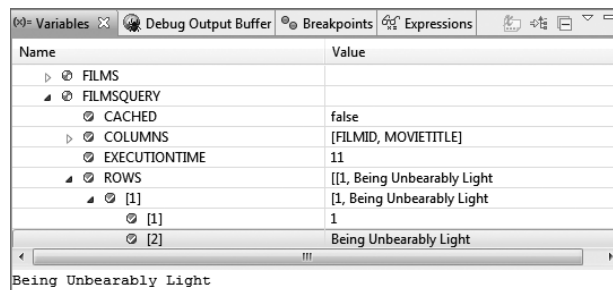 (x)= Variables Debug Output Buffer Breakpoints Expressions
Name Value
FILMS
FILMSQUERY
CACHED false
COLUMNS [FILMID, MOVIETITLE]
EXECUTIONTIME 11
ROWS [[1, Being Unbearably Light
[1] [1, Being Unbearably Light
[1] 1
[2] Being Unbearably Light
Being Unbearably Light